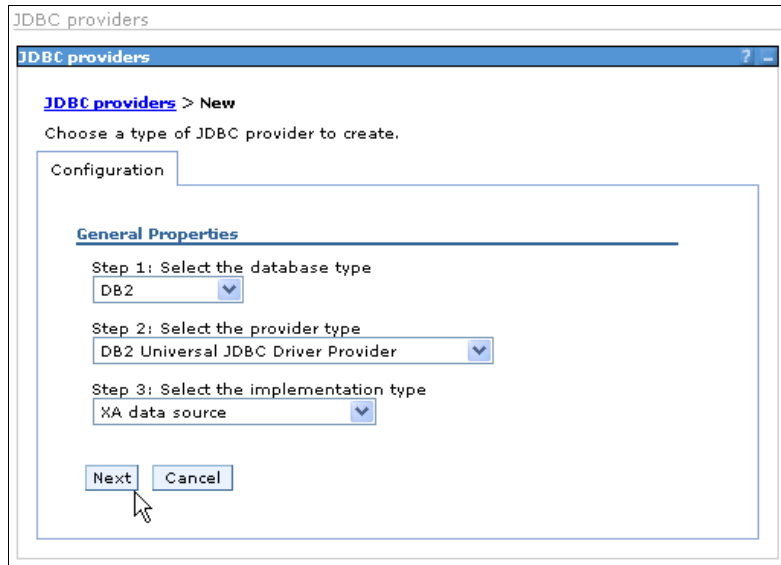 JDBC providers
JDBC providers ? –
JDBC providers > New
Choose a type of JDBC provider to create.
Configuration
General Properties
Step 1: Select the database type
DB2
Step 2: Select the provider type
DB2 Universal JDBC Driver Provider
Step 3: Select the implementation type
XA data source
Next Cancel